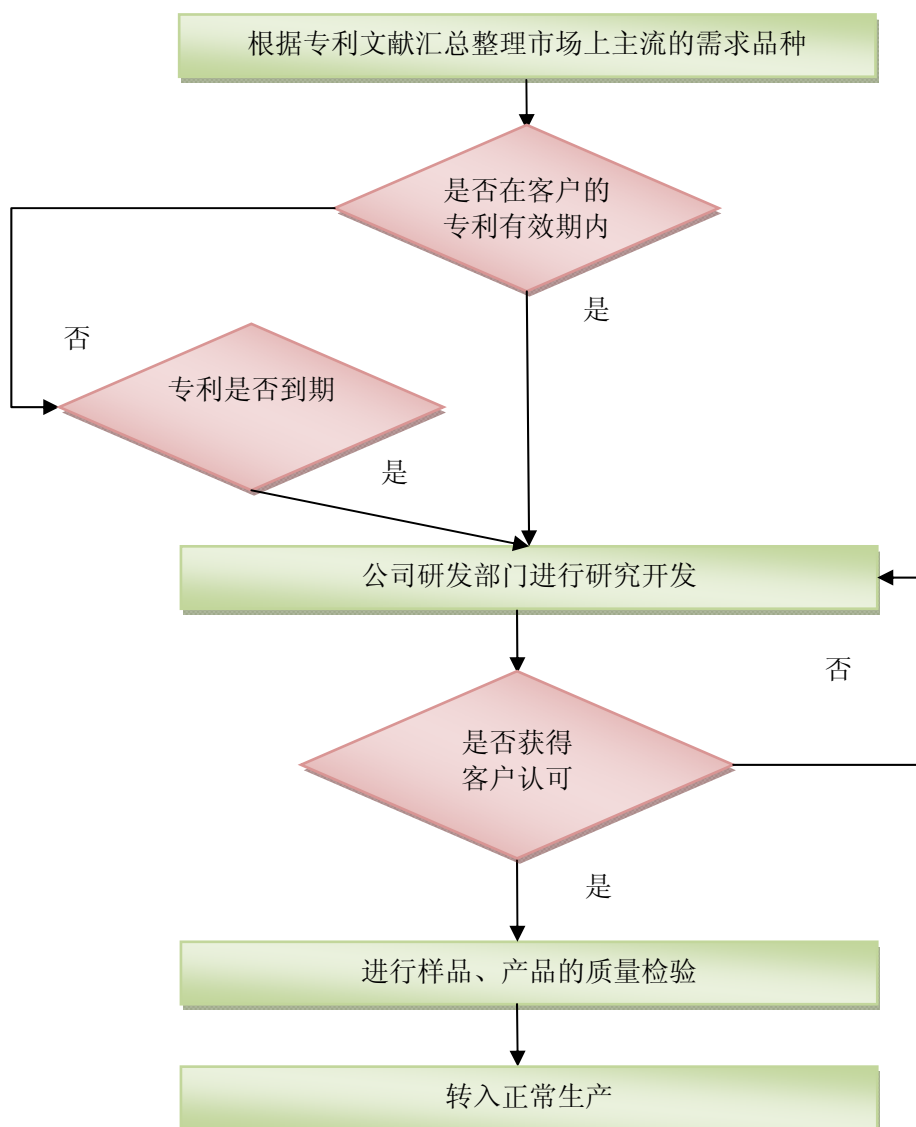 根据专利文献汇总整理市场上主流的需求品种
是否在客户的
专利有效期内
是
否
专利是否到期
是
公司研发部门进行研究开发
否
是否获得
客户认可
是
进行样品、产品的质量检验
转入正常生产